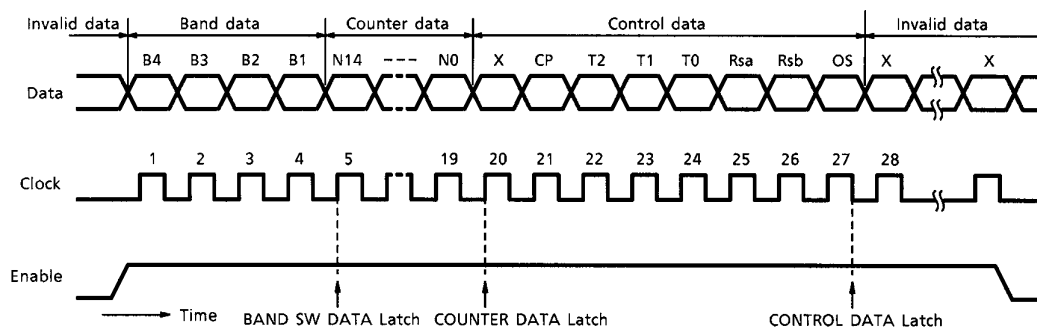 Invalid data Band data Counter data Control data Invalid data
B4 B3 B2 B1 N14 ---- N0 X CP T2 T1 T0 Rsa Rsb OS X X
Data
1 2 3 4 5 19 20 21 22 23 24 25 26 27 28
Clock
Enable
Time BAND SW DATA Latch COUNTER DATA Latch CONTROL DATA Latch